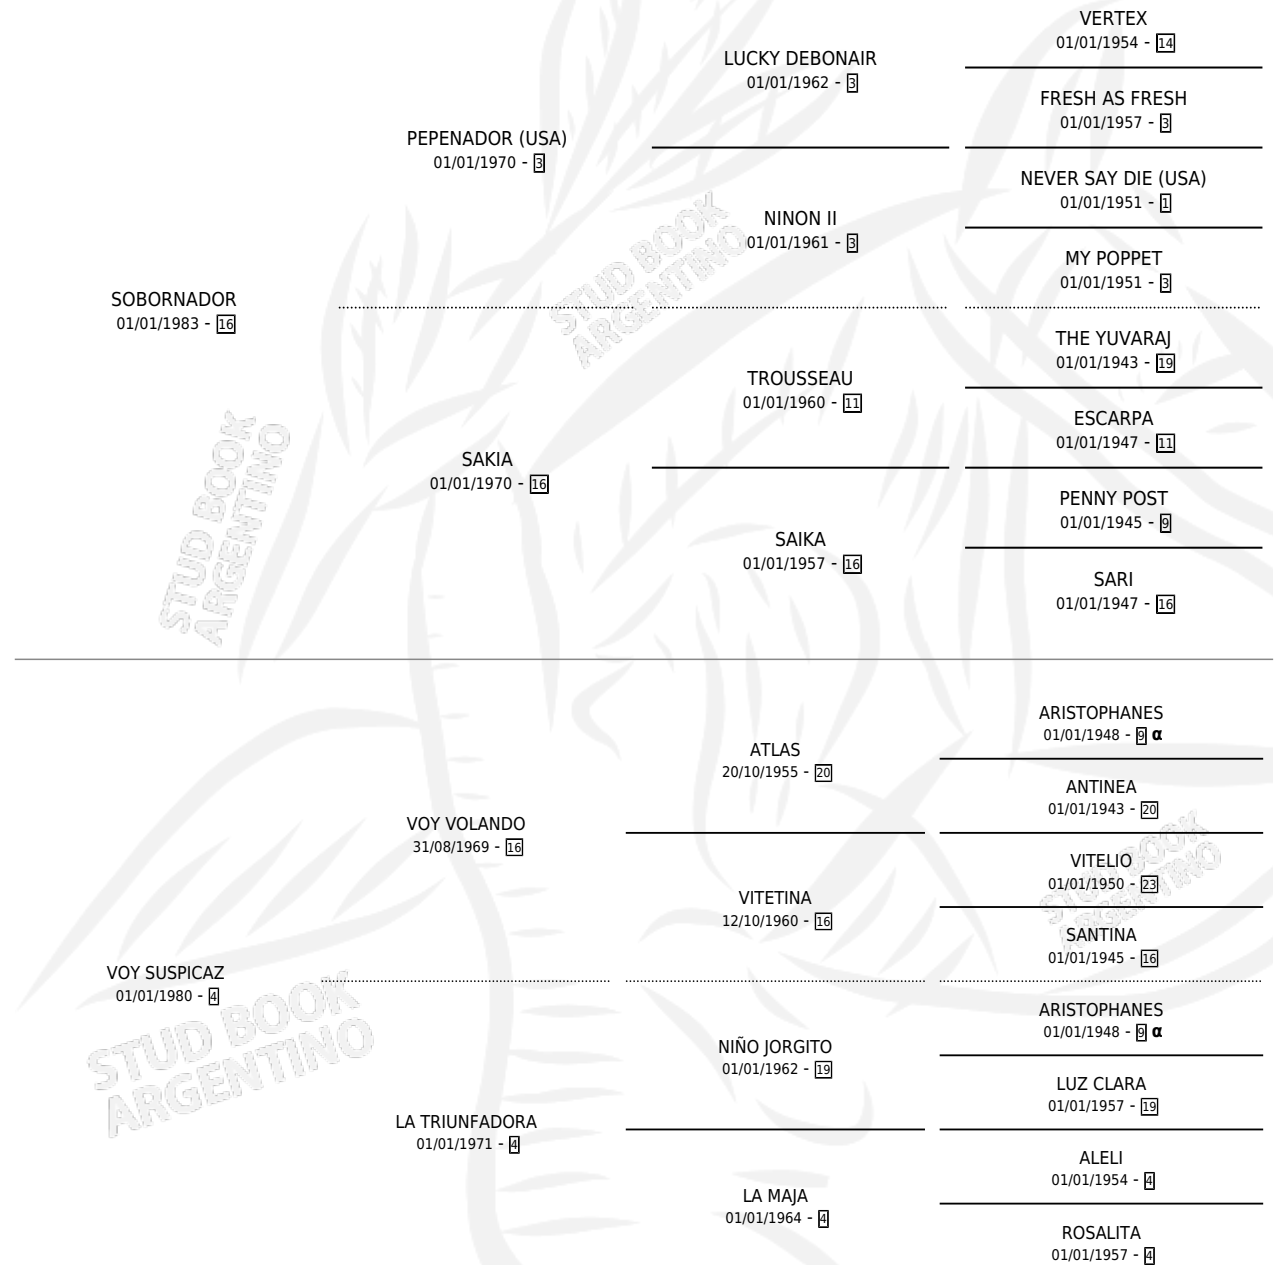 SOBORNADOR
01/01/1983 - 16
PEPENADOR (USA)
01/01/1970 - 3
SAKIA
01/01/1970 - 16
LUCKY DEBONAIR
01/01/1962 - 3
NINON II
01/01/1961 - 3
TROUSSEAU
01/01/1960 - 11
SAIKA
01/01/1957 - 16
VERTEX
01/01/1954 - 14
FRESH AS FRESH
01/01/1957 - 3
NEVER SAY DIE (USA)
01/01/1951 - 1
MY POPPET
01/01/1951 - 3
THE YUVARAJ
01/01/1943 - 19
ESCARPA
01/01/1947 - 11
PENNY POST
01/01/1945 - 9
SARI
01/01/1947 - 16
VOY SUSPICAZ
01/01/1980 - 4
VOY VOLANDO
31/08/1969 - 16
LA TRIUNFADORA
01/01/1971 - 4
ATLAS
20/10/1955 - 20
VITETINA
12/10/1960 - 16
NIÑO JORGITO
01/01/1962 - 19
LA MAJA
01/01/1964 - 4
ARISTOPHANES
01/01/1948 - 9 α
ANTINEA
01/01/1943 - 20
VITELIO
01/01/1950 - 23
SANTINA
01/01/1945 - 16
ARISTOPHANES
01/01/1948 - 9 α
LUZ CLARA
01/01/1957 - 19
ALELI
01/01/1954 - 4
ROSALITA
01/01/1957 - 4
STUD BOOK
ARGENTINO
STUD BOOK
ARGENTINO
STUD BOOK
ARGENTINO
STUD BOOK
ARGENTINO